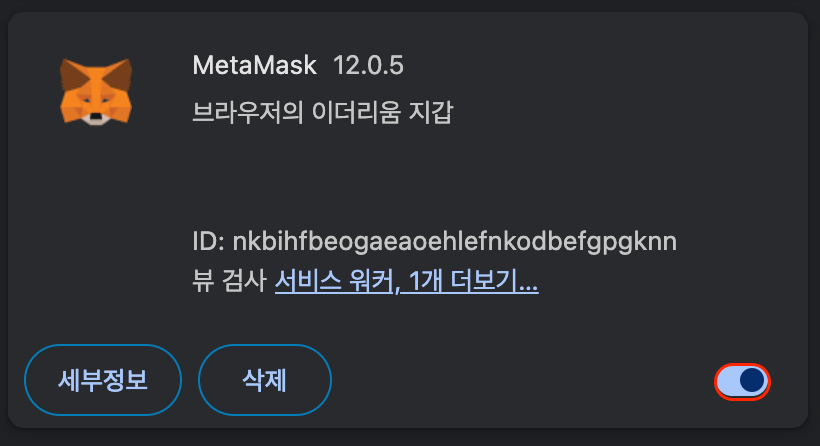 MetaMask 12.0.5
브라우저의 이더리움 지갑
ID: nkbihfbeogaeaoehlefnkodbefgpgknn
뷰 검사 서비스 워커, 1개 더보기...
세부정보 삭제